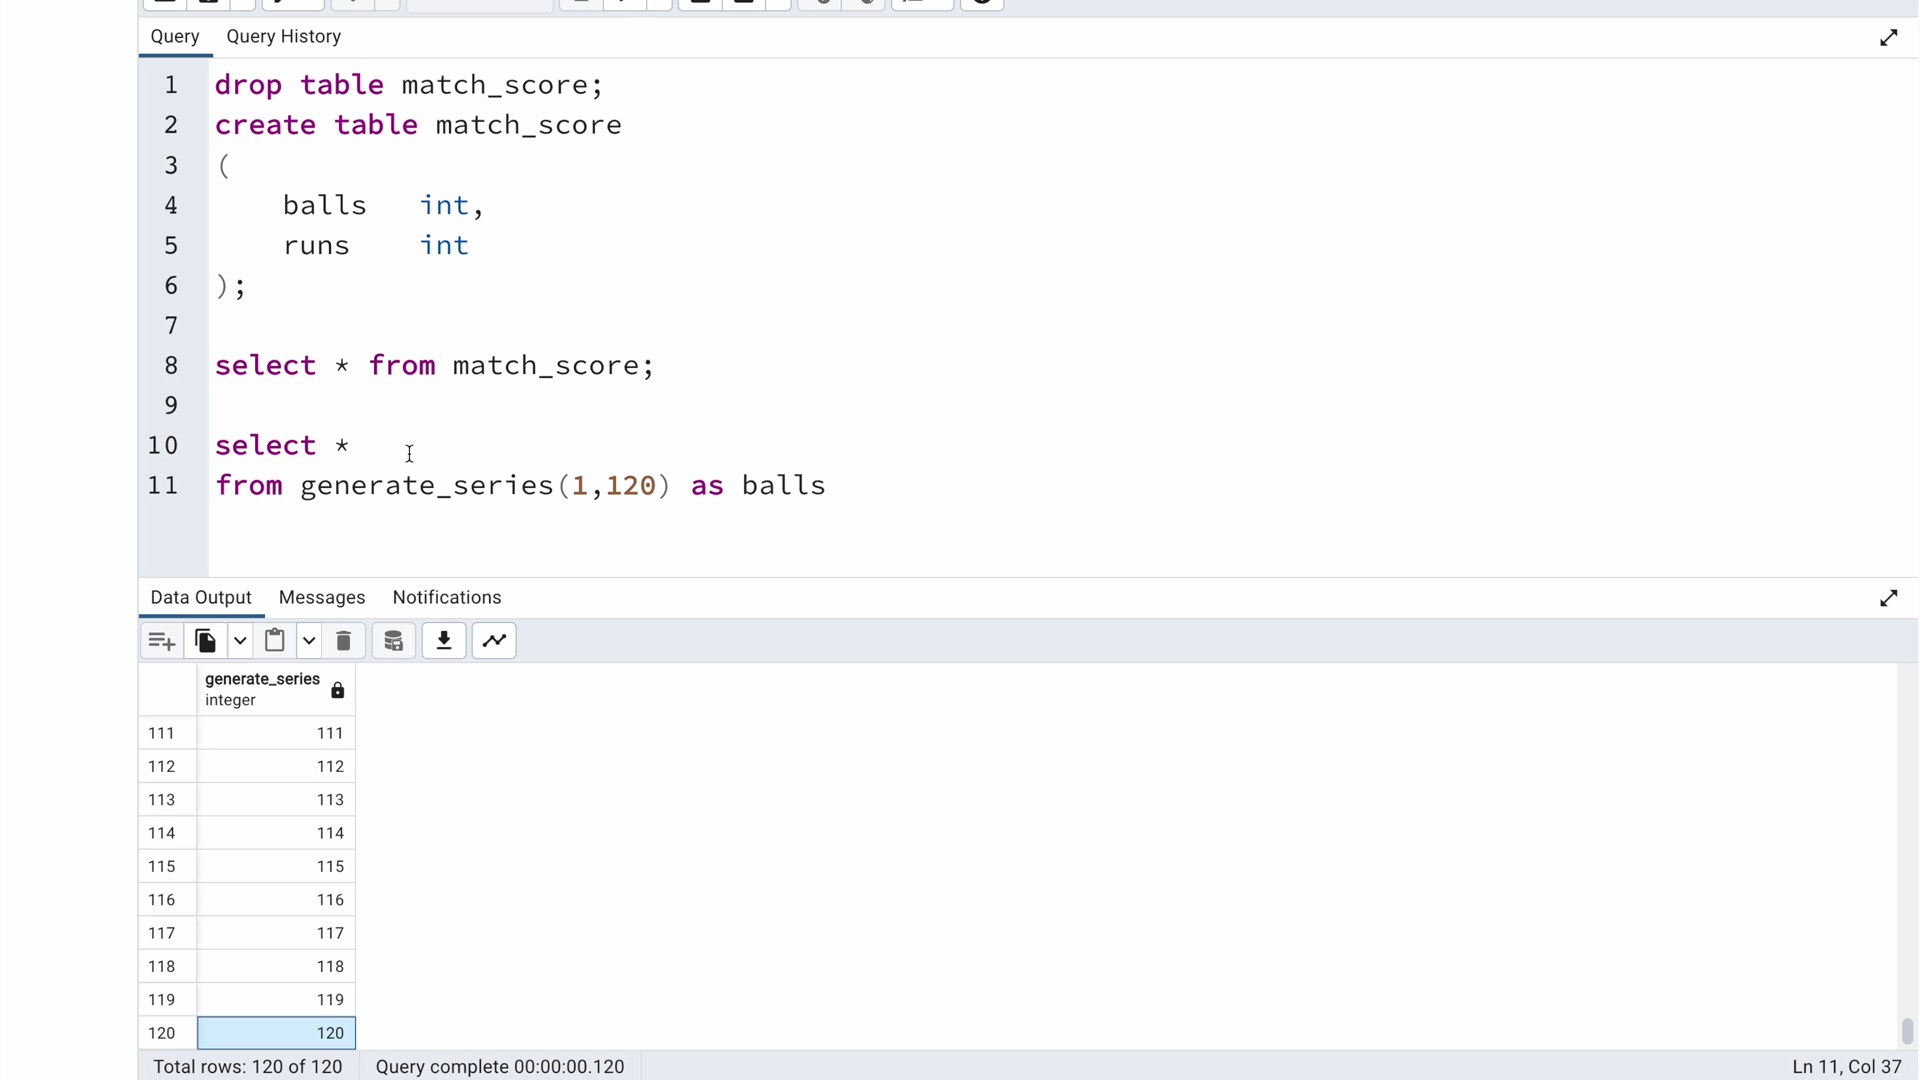 Query Query History
1 drop table match_score;
2 create table match_score
3 (
4 balls int,
5 runs int
6 );
7
8 select * from match_score;
9
10 select *
11 from generate_series(1,120) as balls
Data Output Messages Notifications
generate_series
integer
111 111
112 112
113 113
114 114
115 115
116 116
117 117
118 118
119 119
120 120
Total rows: 120 of 120 Query complete 00:00:00.120 Ln 11, Col 37